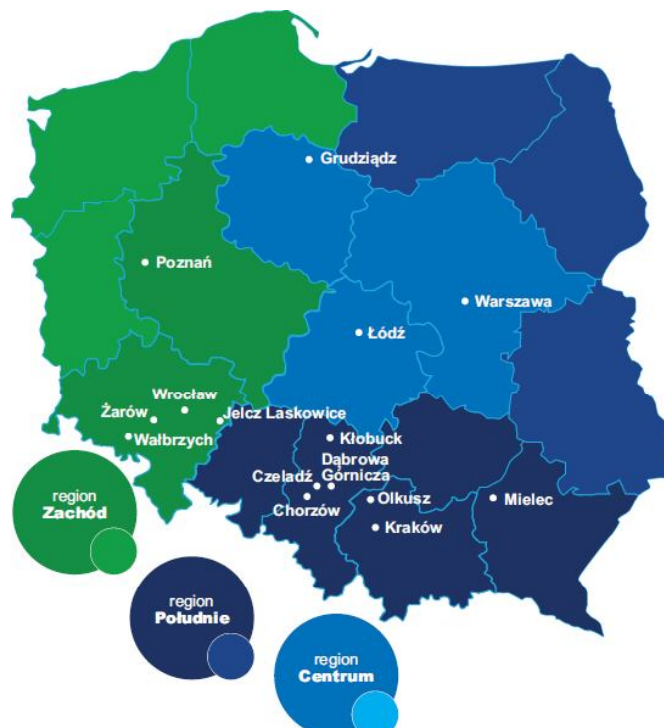 Grudziądz
Poznań
Warszawa
Łódź
Wrocław
Żarów
Jelcz Laskowice
Wałbrzych
Kłobuck
Dąbrowa
Czeladź
Górnicza
Chorzów
Olkusz
Mielec
Kraków
region
Zachód
region
Południe
region
Centrum